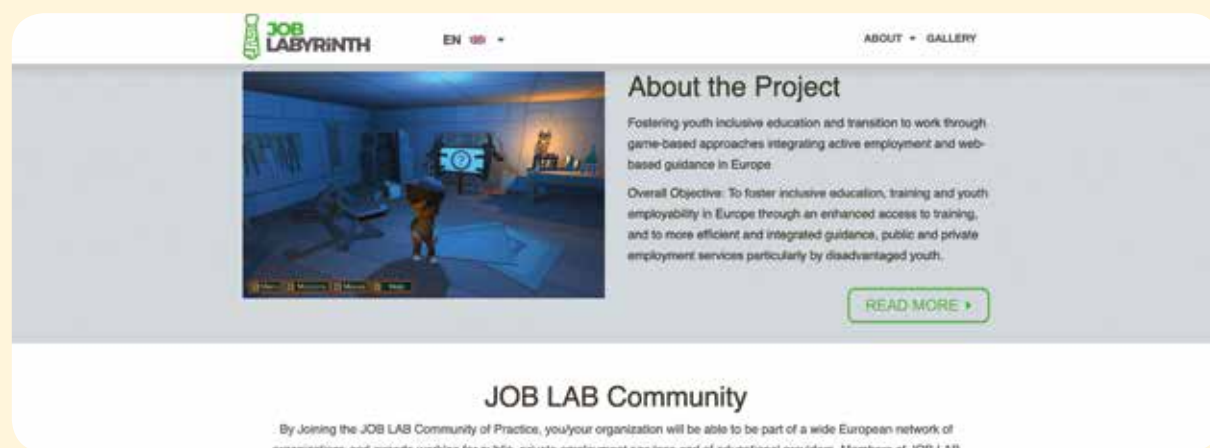 JOB
LABYRiNTH
EN
ABOUT
GALLERY
About the Project
Fostering youth inclusive education and transition to work through
game-based approaches integrating active employment and web-
based guidance in Europe
Overall Objective: To foster inclusive education, training and youth
employability in Europe through an enhanced access to training,
and to more efficient and integrated guidance, public and private
employment services particularly by disadvantaged youth.
READ MORE
JOB LAB Community
By Joining the JOB LAB Community of Practice, you/your organization will be able to be part of a wide European network of